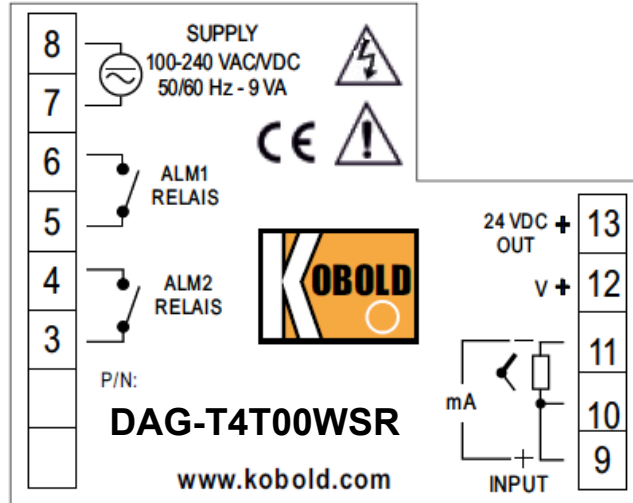 8
SUPPLY
100-240 VAC/VDC
50/60 Hz - 9 VA
7
6
CE
ALM1
RELAIS
5
24 VDC +
OUT
13
4
KOBOLD
ALM2
RELAIS
V +
12
3
11
P/N:
mA
10
DAG-T4T00WSR
9
www.kobold.com
INPUT